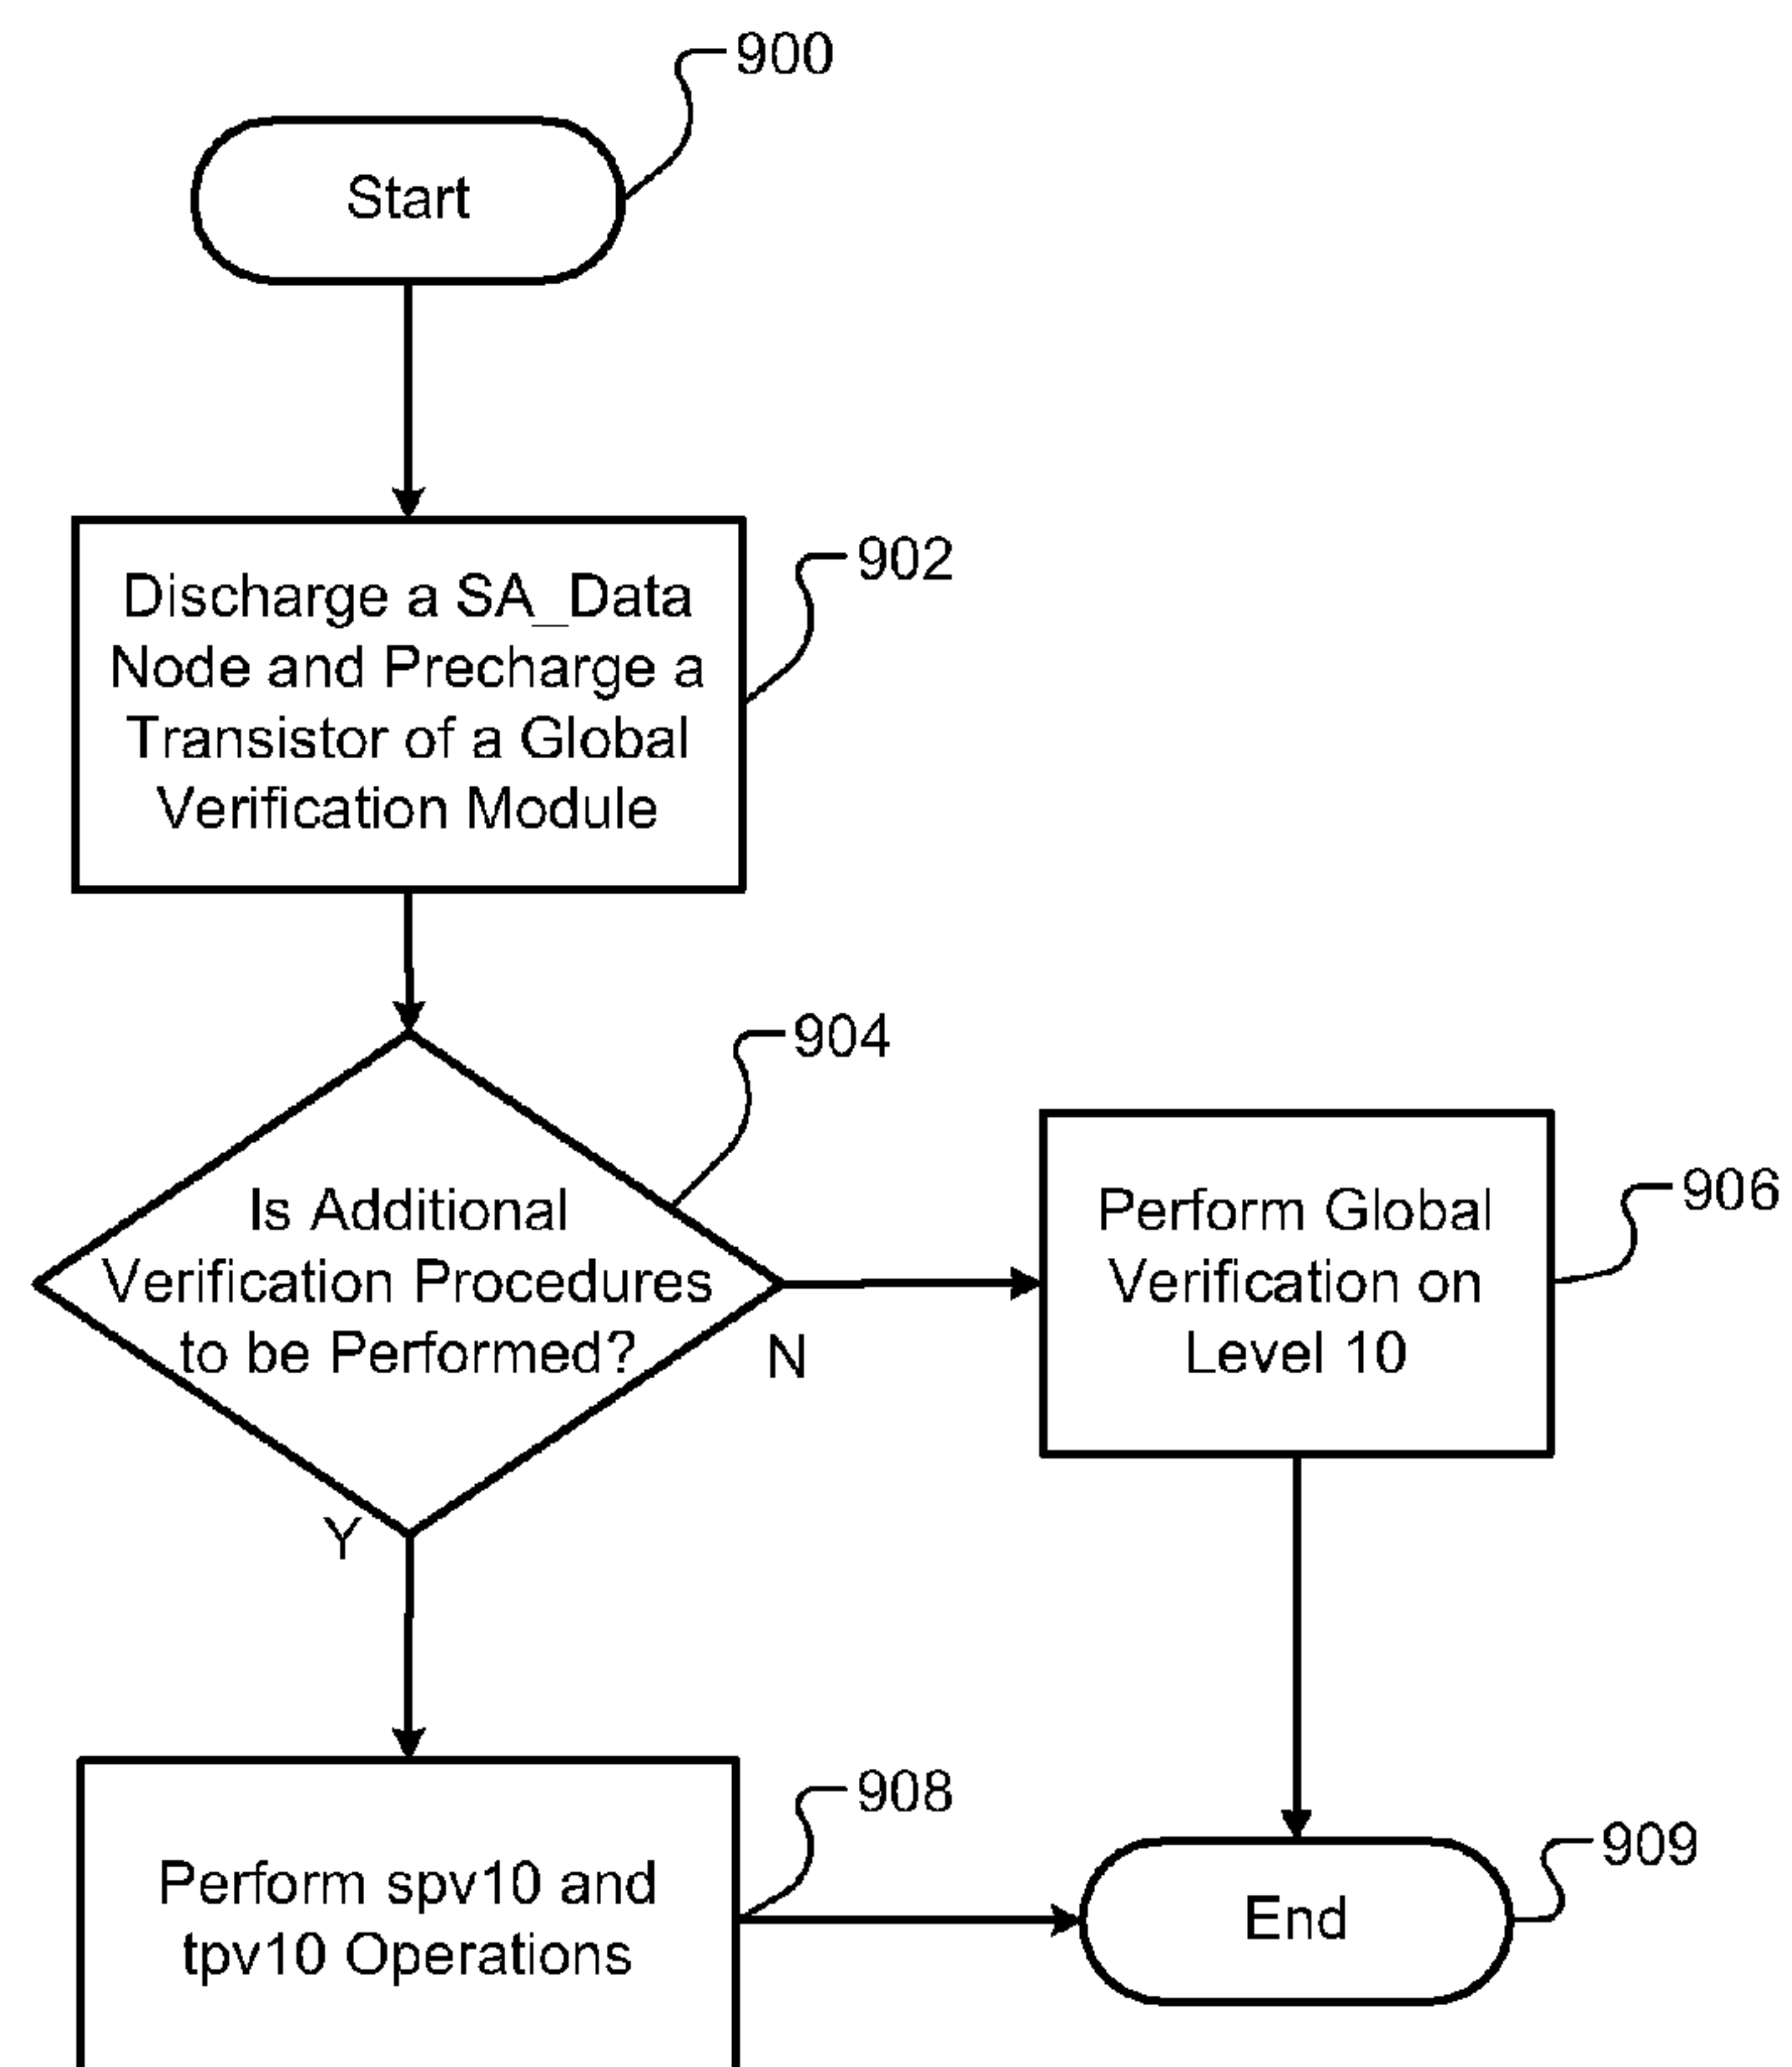 900
Start
902
Discharge a SA_Data
Node and Precharge a
Transistor of a Global
Verification Module
904
Is Additional
Verification Procedures
to be Performed?
N
Y
906
Perform Global
Verification on
Level 10
908
Perform spv10 and
tpv10 Operations
909
End